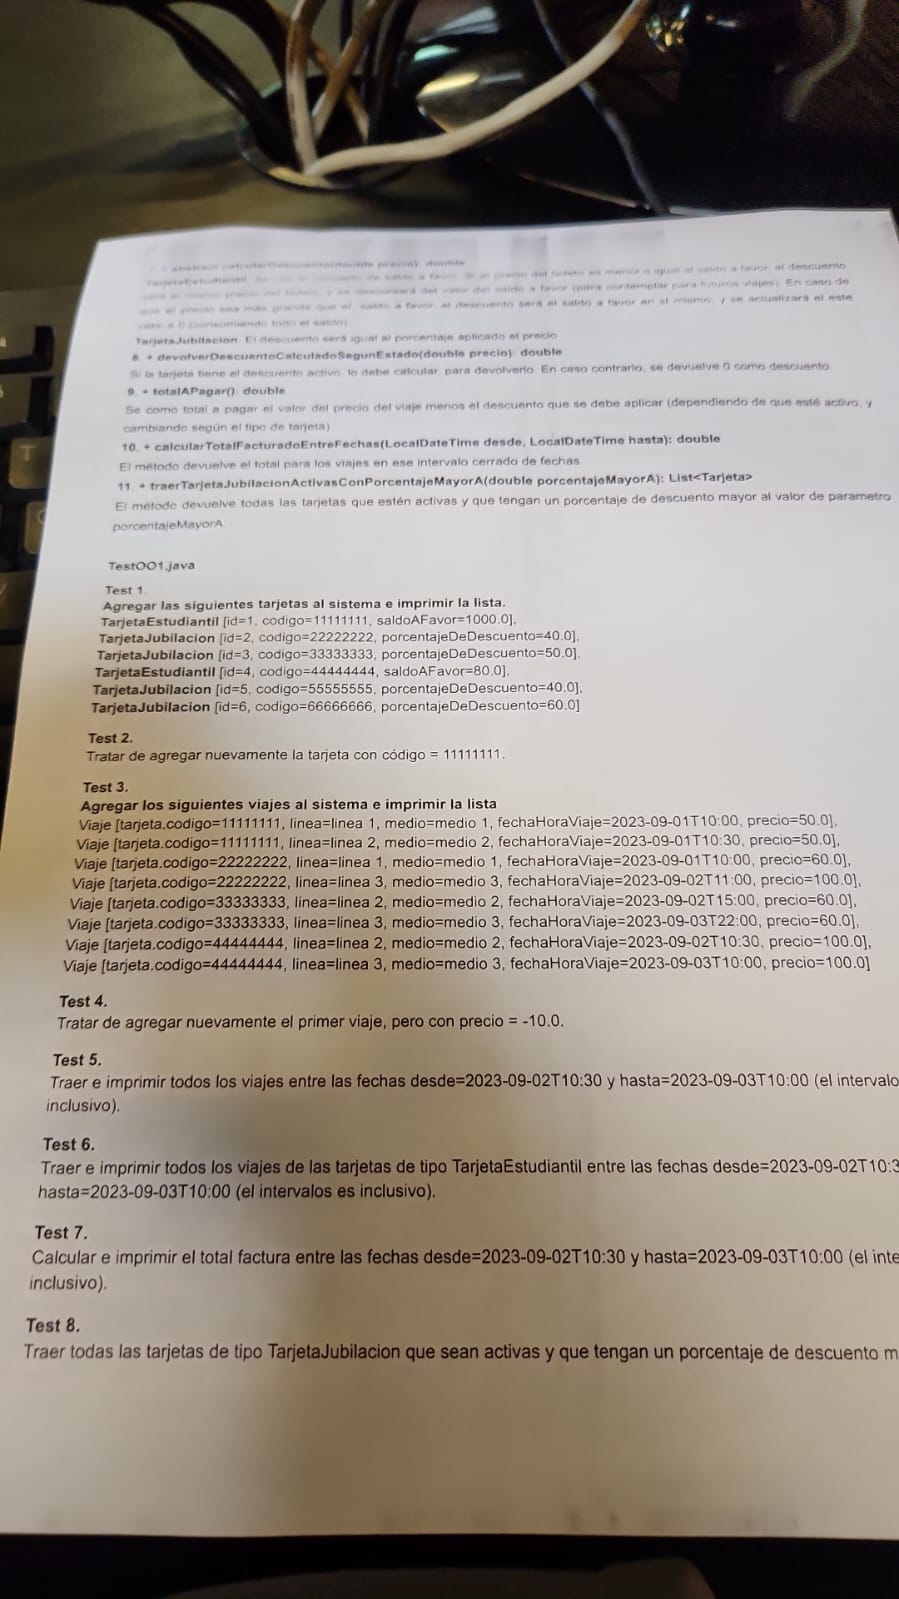 + abstract calcularDescuento(double precio): double
TarjetaEstudiantil: Se usa el saldo a favor. Si el precio del boleto es menor o igual al saldo a favor, el descuento
será el mismo precio del boleto, y se descontará del valor del saldo a favor (para contemplar para futuros viajes). En caso de
que el precio sea más grande que el saldo a favor, el descuento será el saldo a favor en si mismo, y se actualizará el este
valor a 0 (consumiendo todo el saldo).
TarjetaJubilacion: El descuento será igual al porcentaje aplicado el precio
8. + devolverDescuentoCalculadoSegunEstado(double precio): double
Si la tarjeta tiene el descuento activo, lo debe calcular, para devolverlo. En caso contrario, se devuelve 0 como descuento.
9. + totalAPagar(): double
Se como total a pagar el valor del precio del viaje menos el descuento que se debe aplicar (dependiendo de que esté activo, y
cambiando según el tipo de tarjeta)
10. + calcularTotalFacturadoEntreFechas(LocalDateTime desde, LocalDateTime hasta): double
El método devuelve el total para los viajes en ese intervalo cerrado de fechas.
11. + traerTarjetaJubilacionActivasConPorcentajeMayorA(double porcentajeMayorA): List<Tarjeta>
El método devuelve todas las tarjetas que estén activas y que tengan un porcentaje de descuento mayor al valor de parametro
porcentajeMayorA.
TestOO1.java
Test 1.
Agregar las siguientes tarjetas al sistema e imprimir la lista.
TarjetaEstudiantil [id=1, codigo=11111111, saldoAFavor=1000.0],
TarjetaJubilacion [id=2, codigo=22222222, porcentajeDeDescuento=40.0],
TarjetaJubilacion [id=3, codigo=33333333, porcentajeDeDescuento=50.0],
TarjetaEstudiantil [id=4, codigo=44444444, saldoAFavor=80.0],
TarjetaJubilacion [id=5, codigo=55555555, porcentajeDeDescuento=40.0],
TarjetaJubilacion [id=6, codigo=66666666, porcentajeDeDescuento=60.0]
Test 2.
Tratar de agregar nuevamente la tarjeta con código = 11111111.
Test 3.
Agregar los siguientes viajes al sistema e imprimir la lista
Viaje [tarjeta.codigo=11111111, linea=linea 1, medio=medio 1, fechaHoraViaje=2023-09-01T10:00, precio=50.0],
Viaje [tarjeta.codigo=11111111, linea=linea 2, medio=medio 2, fechaHoraViaje=2023-09-01T10:30, precio=50.0],
Viaje [tarjeta.codigo=22222222, linea=linea 1, medio=medio 1, fechaHoraViaje=2023-09-01T10:00, precio=60.0],
Viaje [tarjeta.codigo=22222222, linea=linea 3, medio=medio 3, fechaHoraViaje=2023-09-02T11:00, precio=100.0],
Viaje [tarjeta.codigo=33333333, linea=linea 2, medio=medio 2, fechaHoraViaje=2023-09-02T15:00, precio=60.0],
Viaje [tarjeta.codigo=33333333, linea=linea 3, medio=medio 3, fechaHoraViaje=2023-09-03T22:00, precio=60.0],
Viaje [tarjeta.codigo=44444444, linea=linea 2, medio=medio 2, fechaHoraViaje=2023-09-02T10:30, precio=100.0],
Viaje [tarjeta.codigo=44444444, linea=linea 3, medio=medio 3, fechaHoraViaje=2023-09-03T10:00, precio=100.0]
Test 4.
Tratar de agregar nuevamente el primer viaje, pero con precio = -10.0.
Test 5.
Traer e imprimir todos los viajes entre las fechas desde=2023-09-02T10:30 y hasta=2023-09-03T10:00 (el intervalo
inclusivo).
Test 6.
Traer e imprimir todos los viajes de las tarjetas de tipo TarjetaEstudiantil entre las fechas desde=2023-09-02T10:3
hasta=2023-09-03T10:00 (el intervalos es inclusivo).
Test 7.
Calcular e imprimir el total factura entre las fechas desde=2023-09-02T10:30 y hasta=2023-09-03T10:00 (el inte
inclusivo).
Test 8.
Traer todas las tarjetas de tipo TarjetaJubilacion que sean activas y que tengan un porcentaje de descuento m